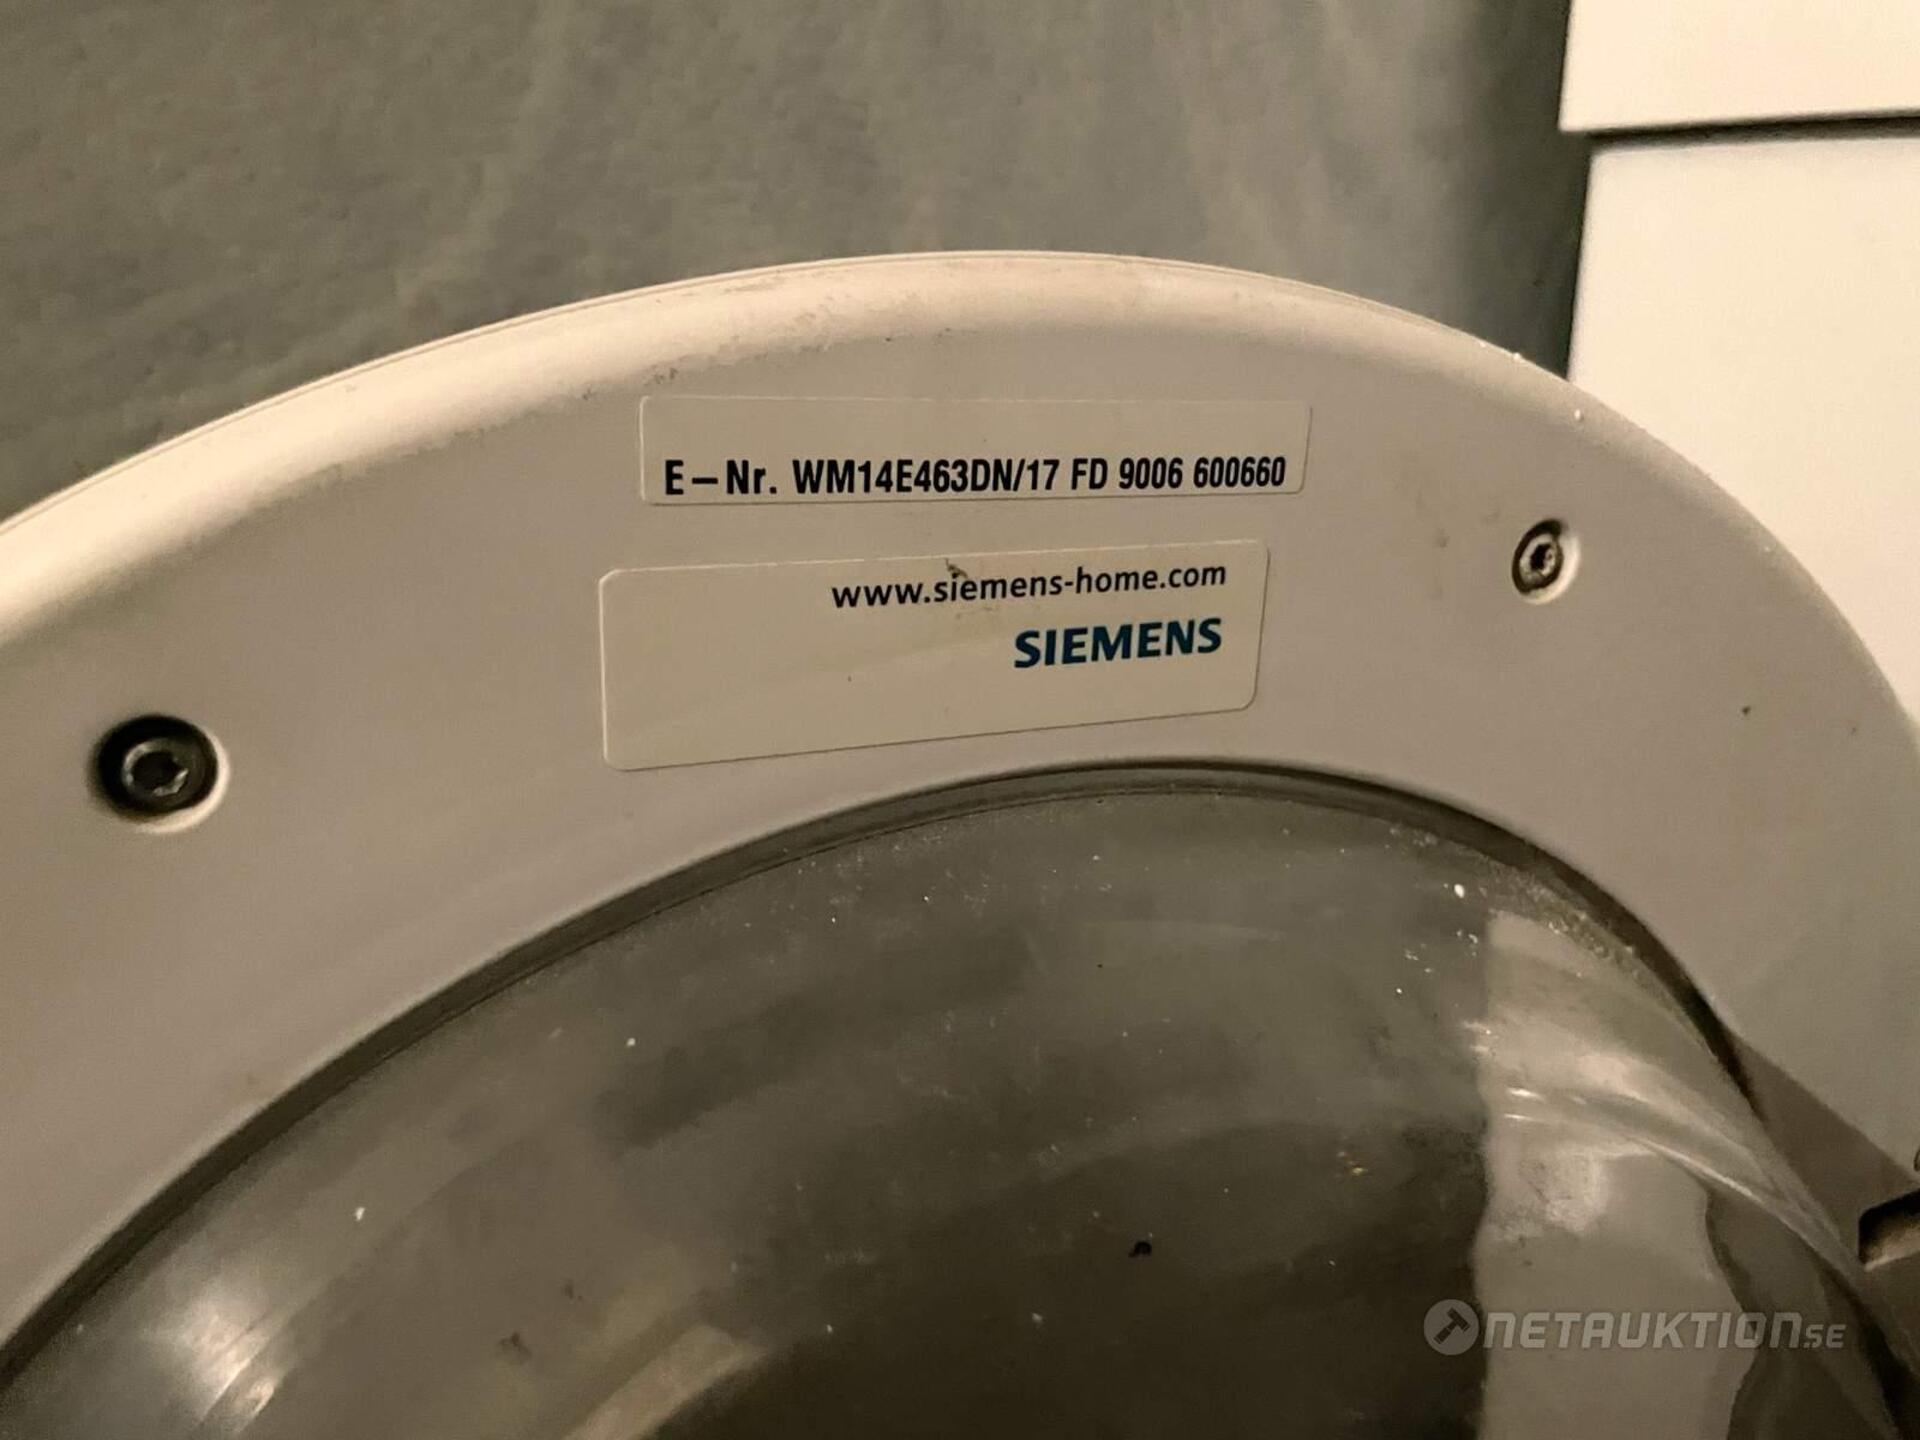 E-Nr. WM14E463DN/17 FD 9006 600660
www.siemens-home.com
SIEMENS
NETAUKTION.SE